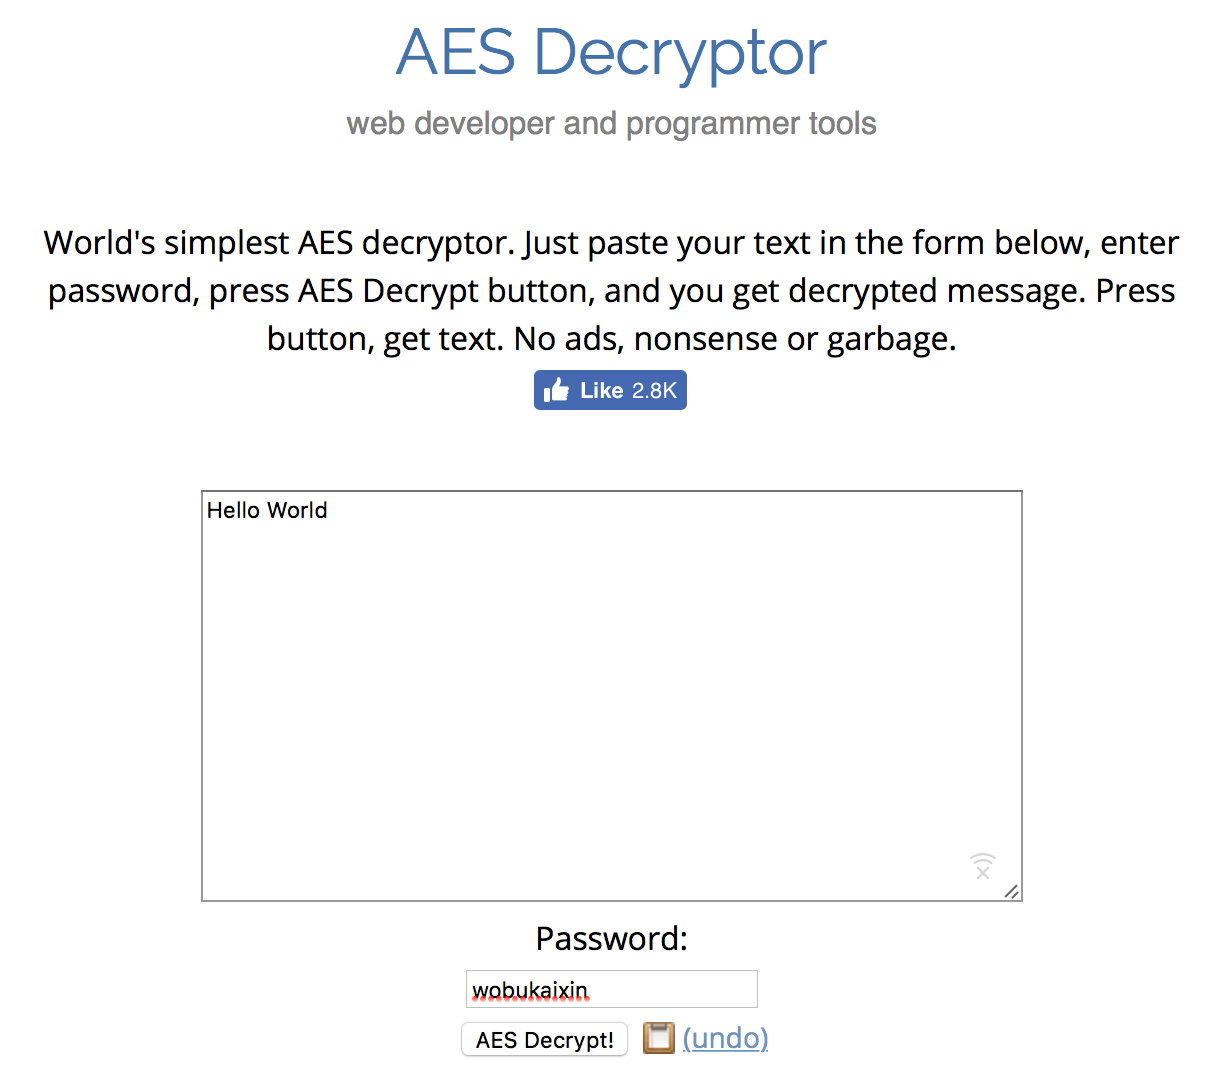 AES Decryptor
web developer and programmer tools
World's simplest AES decryptor. Just paste your text in the form below, enter
password, press AES Decrypt button, and you get decrypted message. Press
button, get text. No ads, nonsense or garbage.
Like 2.8K
Hello World
Password:
wobukaixin
AES Decrypt! (undo)